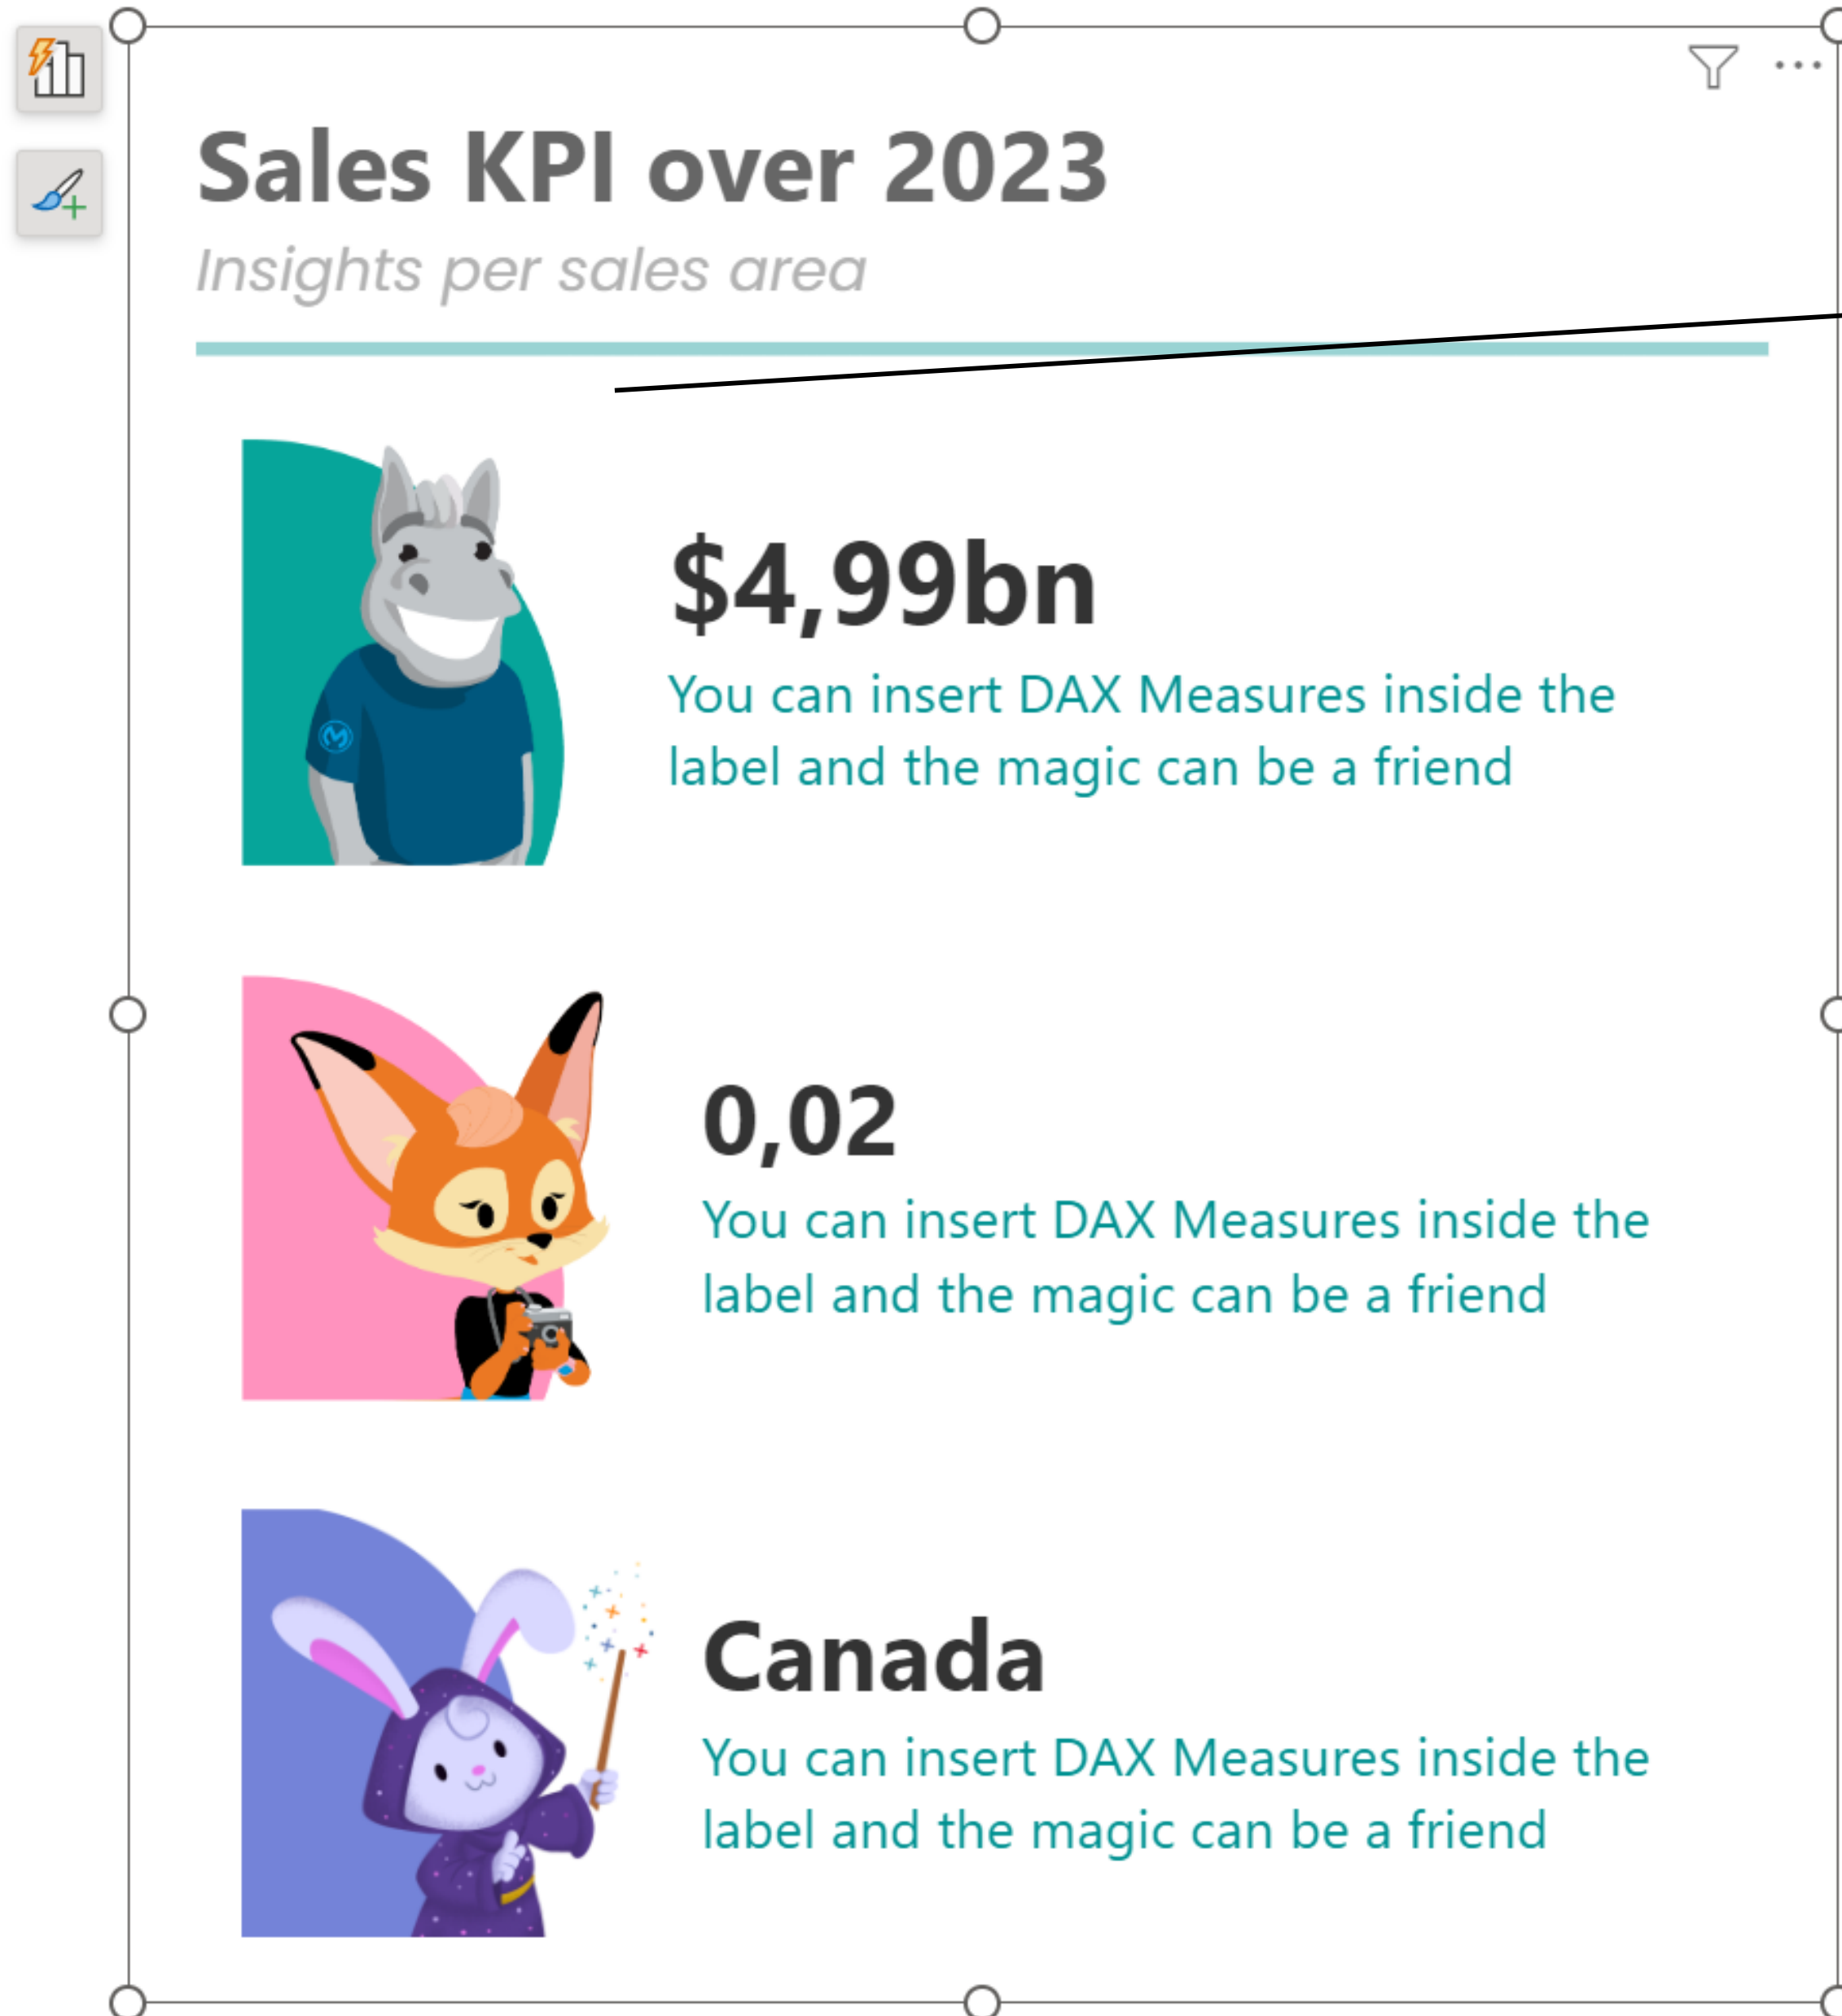 Sales KPI over 2023
Insights per sales area
$4,99bn
You can insert DAX Measures inside the
label and the magic can be a friend
0,02
You can insert DAX Measures inside the
label and the magic can be a friend
Canada
You can insert DAX Measures inside the
label and the magic can be a friend